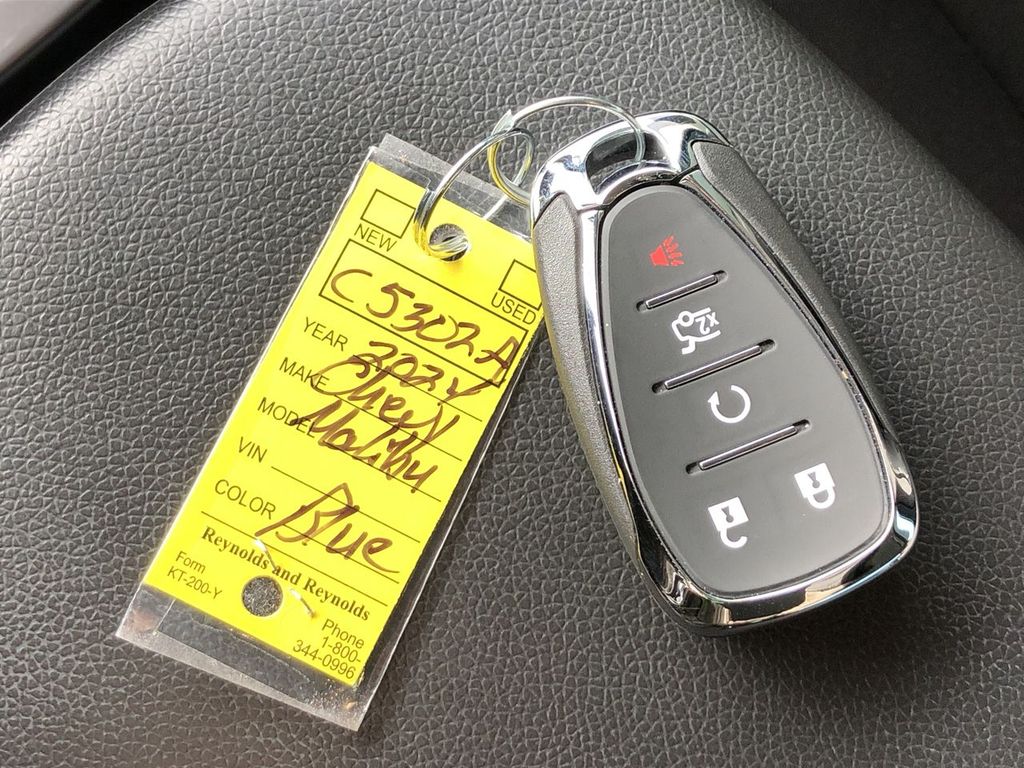 NEW
USED
C5302A
YEAR 2024
MAKE Chevy
MODEL Malibu
VIN
COLOR Blue
Reynolds and Reynolds
Form
KT-200-Y
Phone
1-800-
344-0996
X2